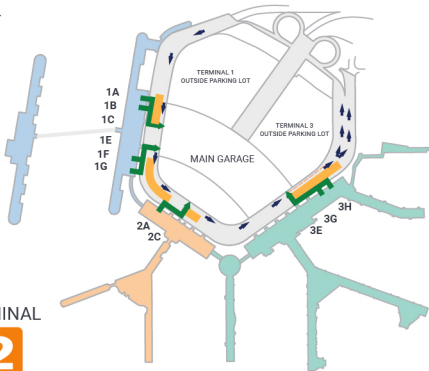 TERMINAL 1
OUTSIDE PARKING LOT
1A
1B
1C
TERMINAL 3
OUTSIDE PARKING LOT
1E
1F
1G
MAIN GARAGE
3H
3G
3E
2A
2C
MINAL
2